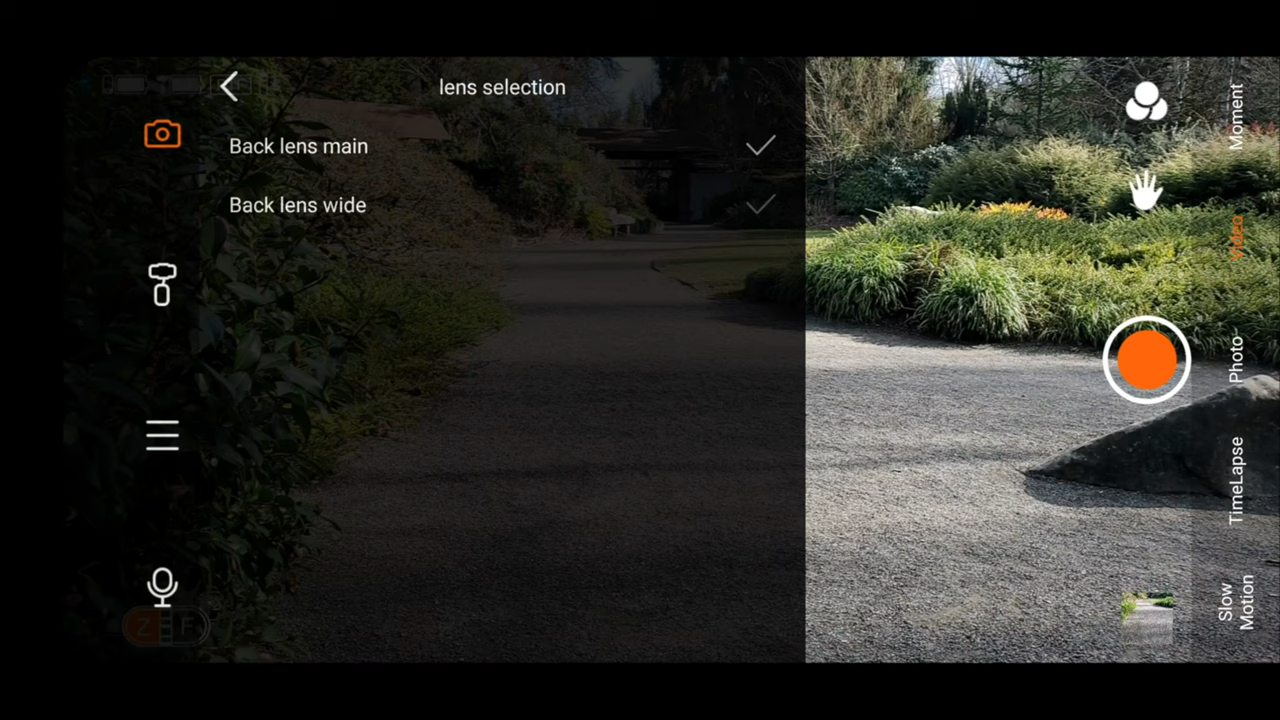 lens selection
Back lens main
Back lens wide
Moment
Video
Photo
TimeLapse
Slow
Motion
Z F